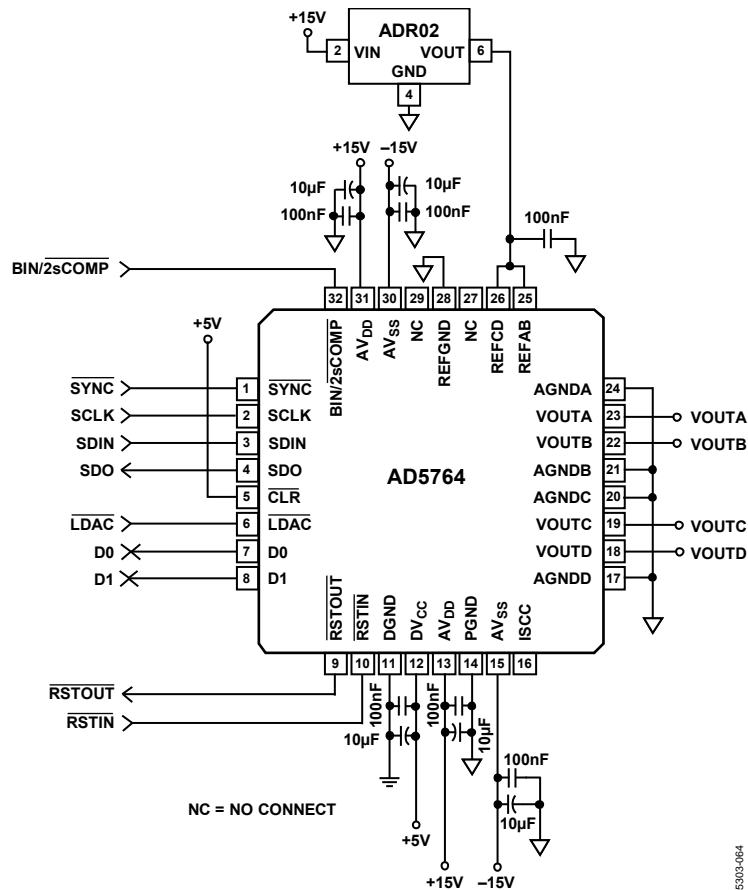 +15V
ADR02
2 VIN VOUT 6
GND
4
+15V –15V
10µF 10µF
100nF 100nF
100nF
BIN/2sCOMP
32 31 30 29 28 27 26 25
BIN/2sCOMP AVDD AVSS NC REFGND NC REFCD REFAB
+5V
SYNC 1 SYNC
SCLK 2 SCLK
SDIN 3 SDIN
SDO 4 SDO
5 CLR
LDAC 6 LDAC
D0 7 D0
D1 8 D1
AD5764
AGNDA 24
VOUTA 23 VOUTA
VOUTB 22 VOUTB
AGNDB 21
AGNDC 20
VOUTC 19 VOUTC
VOUTD 18 VOUTD
AGNDD 17
RSTOUT RSTIN DGND DVCC AVDD PGND AVSS ISCC
9 10 11 12 13 14 15 16
RSTOUT
RSTIN
100nF 100nF
10µF 10µF
100nF
10µF
NC = NO CONNECT
+5V
+15V –15V
5303-064